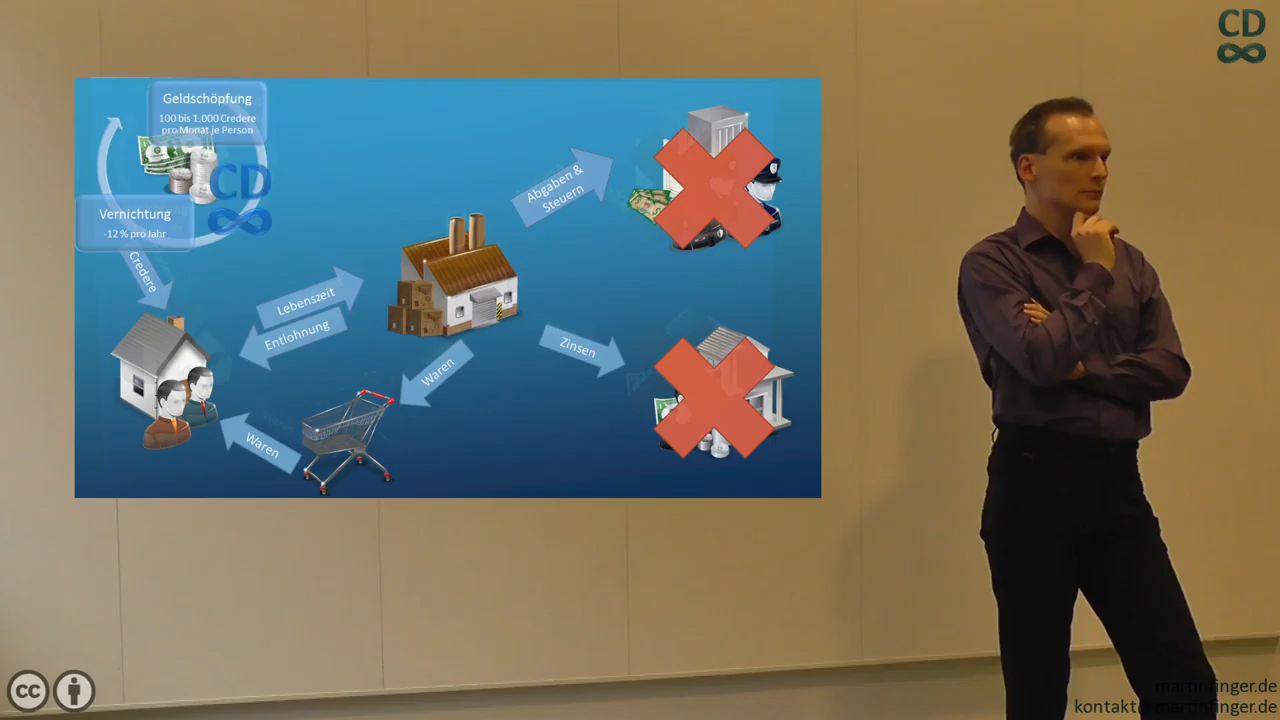 CD
Geldschöpfung
100 bis 1.000 Credere
pro Monat je Person
CD
Vernichtung
-12 % pro Jahr
Credere
Abgaben &
Steuern
Lebenszeit
Entlohnung
Zinsen
Waren
Waren
cc
martinfinger.de
kontakt@martinfinger.de